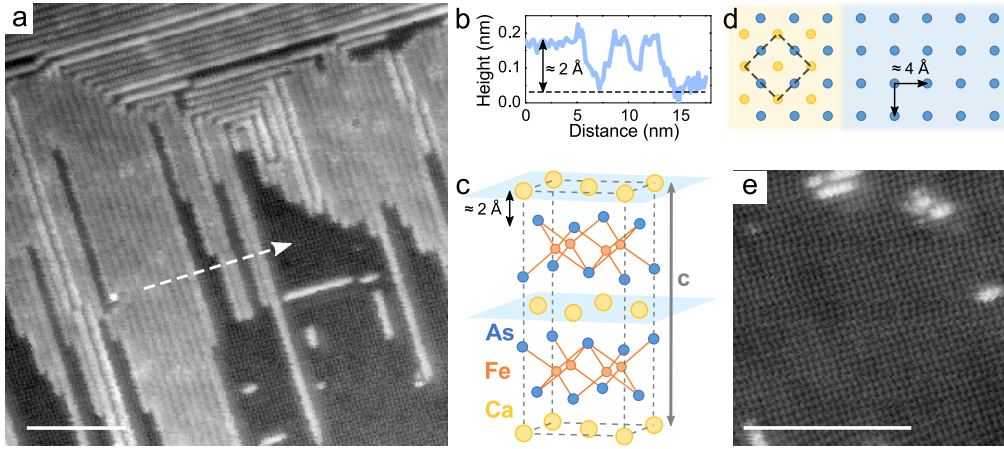 a
b
Height (nm)
0.2
0.1
0.0
≈ 2 Å
0
5
10
15
Distance (nm)
c
≈ 2 Å
c
As
Fe
Ca
d
≈ 4 Å
e